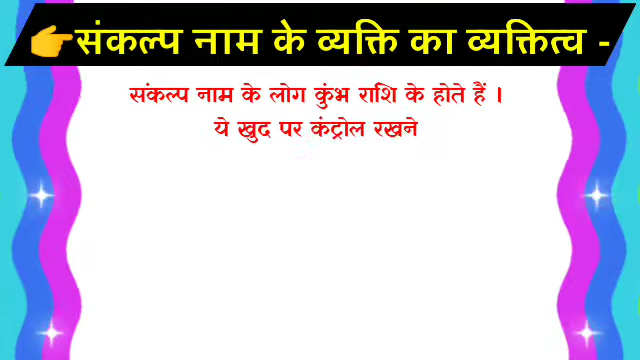 👉संकल्प नाम के व्यक्ति का व्यक्तित्व -
संकल्प नाम के लोग कुंभ राशि के होते हैं ।
ये खुद पर कंट्रोल रखने